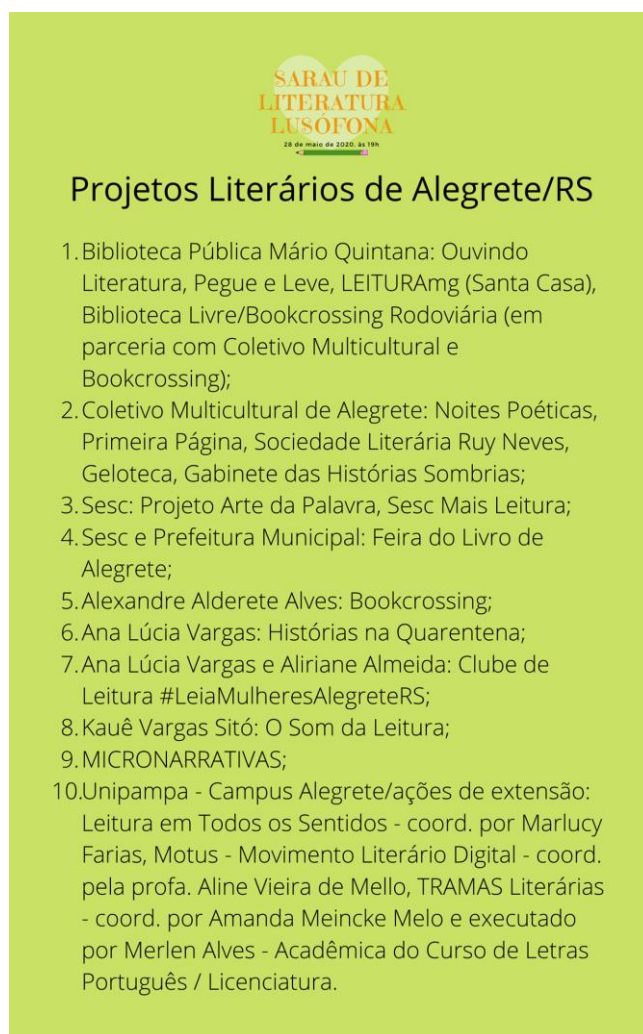 SARAU DE
LITERATURA
LUSÓFONA
28 de maio de 2020, às 19h
Projetos Literários de Alegrete/RS
1. Biblioteca Pública Mário Quintana: Ouvindo
Literatura, Pegue e Leve, LEITURAmg (Santa Casa),
Biblioteca Livre/Bookcrossing Rodoviária (em
parceria com Coletivo Multicultural e
Bookcrossing);
2. Coletivo Multicultural de Alegrete: Noites Poéticas,
Primeira Página, Sociedade Literária Ruy Neves,
Geloteca, Gabinete das Histórias Sombrias;
3. Sesc: Projeto Arte da Palavra, Sesc Mais Leitura;
4. Sesc e Prefeitura Municipal: Feira do Livro de
Alegrete;
5. Alexandre Alderete Alves: Bookcrossing;
6. Ana Lúcia Vargas: Histórias na Quarentena;
7. Ana Lúcia Vargas e Aliriane Almeida: Clube de
Leitura #LeiaMulheresAlegreteRS;
8. Kauê Vargas Sitó: O Som da Leitura;
9. MICRONARRATIVAS;
10. Unipampa - Campus Alegrete/ações de extensão:
Leitura em Todos os Sentidos - coord. por Marlucy
Farias, Motus - Movimento Literário Digital - coord.
pela profa. Aline Vieira de Mello, TRAMAS Literárias
- coord. por Amanda Meincke Melo e executado
por Merlen Alves - Acadêmica do Curso de Letras
Português / Licenciatura.